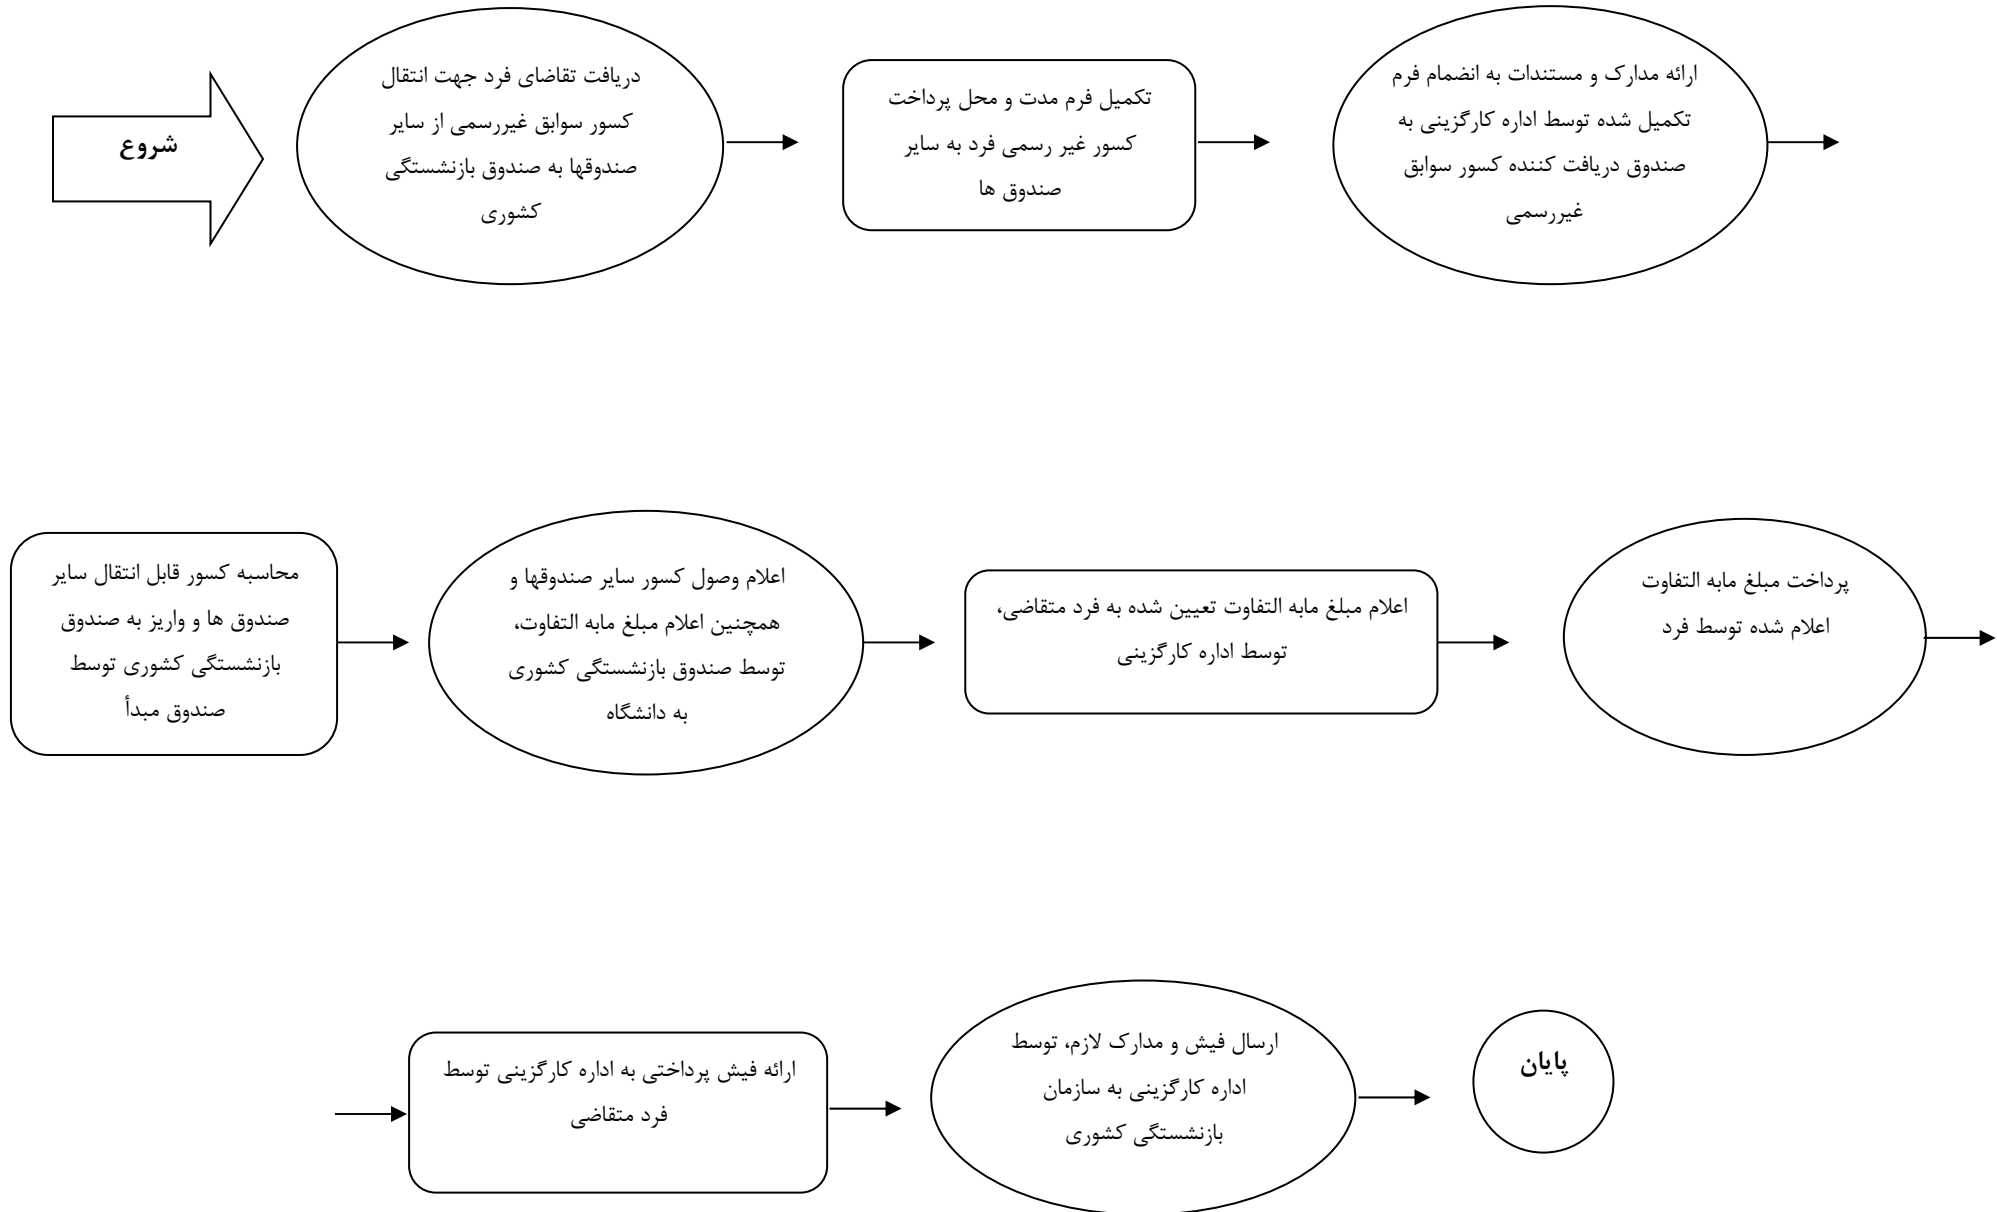 شروع
دریافت تقاضای فرد جهت انتقال
کسور سوابق غیررسمی از سایر
صندوقها به صندوق بازنشستگی
کشوری
تکمیل فرم مدت و محل پرداخت
کسور غیر رسمی فرد به سایر
صندوق ها
ارائه مدارک و مستندات به انضمام فرم
تکمیل شده توسط اداره کارگزینی به
صندوق دریافت کننده کسور سوابق
غیررسمی
محاسبه کسور قابل انتقال سایر
صندوق ها و واریز به صندوق
بازنشستگی کشوری توسط
صندوق مبدأ
اعلام وصول کسور سایر صندوقها و
همچنین اعلام مبلغ مابه التفاوت،
توسط صندوق بازنشستگی کشوری
به دانشگاه
اعلام مبلغ مابه التفاوت تعیین شده به فرد متقاضی،
توسط اداره کارگزینی
پرداخت مبلغ مابه التفاوت
اعلام شده توسط فرد
ارائه فیش پرداختی به اداره کارگزینی توسط
فرد متقاضی
ارسال فیش و مدارک لازم، توسط
اداره کارگزینی به سازمان
بازنشستگی کشوری
پایان